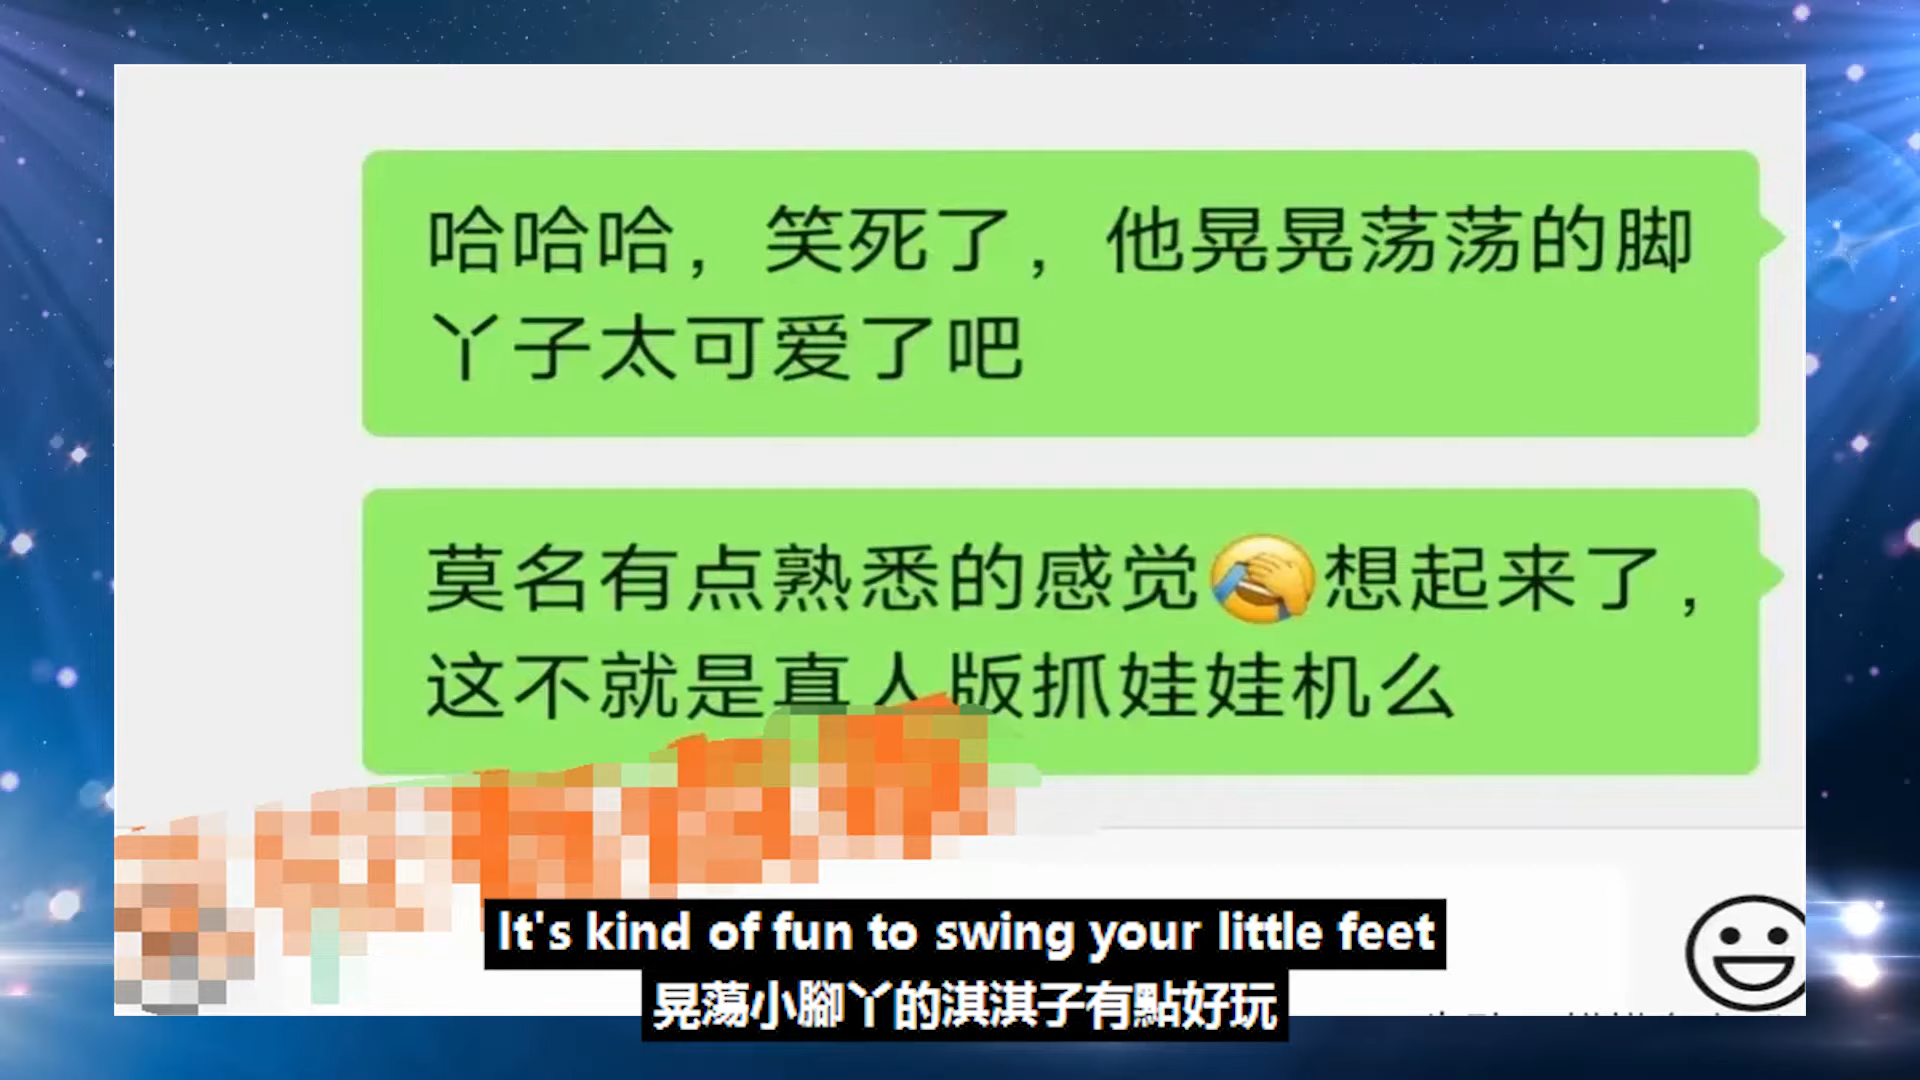 哈哈哈，笑死了，他晃晃荡荡的脚
丫子太可爱了吧
莫名有点熟悉的感觉🤣想起来了，
这不就是真人版抓娃娃机么
It's kind of fun to swing your little feet
晃蕩小腳丫的淇淇子有點好玩